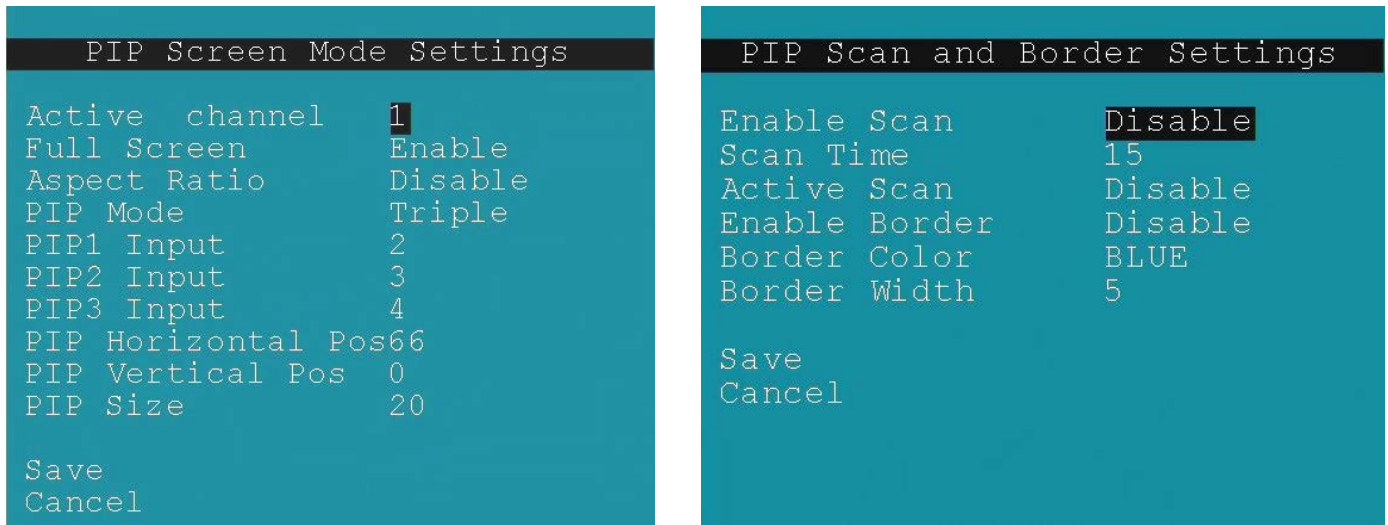 PIP Screen Mode Settings
Active channel 1
Full Screen Enable
Aspect Ratio Disable
PIP Mode Triple
PIP1 Input 2
PIP2 Input 3
PIP3 Input 4
PIP Horizontal Pos66
PIP Vertical Pos 0
PIP Size 20
Save
Cancel
PIP Scan and Border Settings
Enable Scan Disable
Scan Time 15
Active Scan Disable
Enable Border Disable
Border Color BLUE
Border Width 5
Save
Cancel